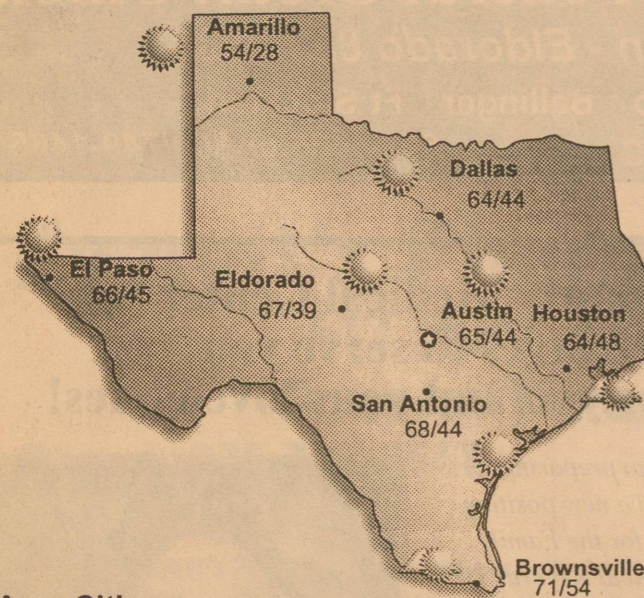 Amarillo
54/28
Dallas
64/44
El Paso
66/45
Eldorado
67/39
Austin
65/44
Houston
64/48
San Antonio
68/44
Brownsville
71/54